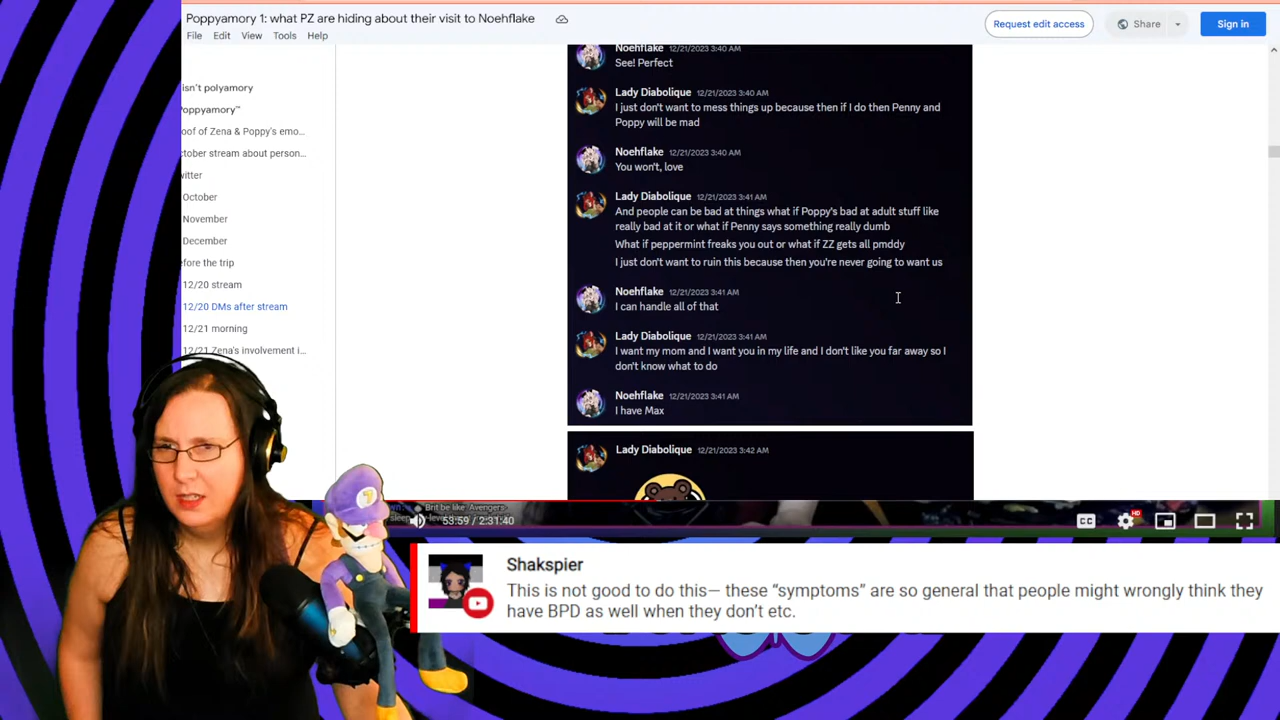 Poppyamory 1: what PZ are hiding about their visit to Noehflake
Request edit access
Share
Sign in
File Edit View Tools Help
isn't polyamory
Poppyamory™
oof of Zena & Poppy's emo...
tober stream about person...
witter
October
November
December
efore the trip
12/20 stream
12/20 DMs after stream
12/21 morning
12/21 Zena's involvement i...
Noehflake 12/21/2023 3:40 AM
See! Perfect
Lady Diabolique 12/21/2023 3:40 AM
I just don't want to mess things up because then if I do then Penny and
Poppy will be mad
Noehflake 12/21/2023 3:40 AM
You won't, love
Lady Diabolique 12/21/2023 3:41 AM
And people can be bad at things what if Poppy's bad at adult stuff like
really bad at it or what if Penny says something really dumb
What if peppermint freaks you out or what if ZZ gets all pmddy
I just don't want to ruin this because then you're never going to want us
Noehflake 12/21/2023 3:41 AM
I can handle all of that
Lady Diabolique 12/21/2023 3:41 AM
I want my mom and I want you in my life and I don't like you far away so I
don't know what to do
Noehflake 12/21/2023 3:41 AM
I have Max
Lady Diabolique 12/21/2023 3:42 AM
Brit be like, Avengers
sleep
53:59 / 2:31:40
CC
HD
Shakspier
This is not good to do this— these “symptoms” are so general that people might wrongly think they
have BPD as well when they don’t etc.